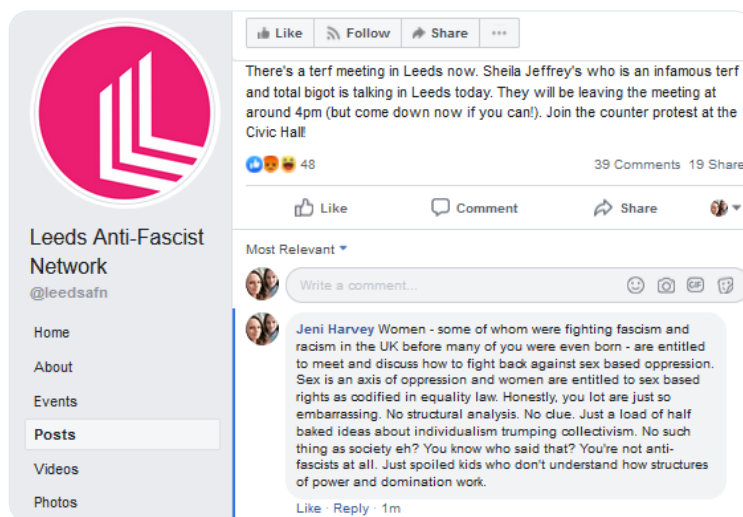 Like
Follow
Share
There's a terf meeting in Leeds now. Sheila Jeffrey's who is an infamous terf
and total bigot is talking in Leeds today. They will be leaving the meeting at
around 4pm (but come down now if you can!). Join the counter protest at the
Civic Hall!
48
39 Comments 19 Share
Like
Comment
Share
Leeds Anti-Fascist
Network
@leedsafn
Home
About
Events
Posts
Videos
Photos
Most Relevant
Write a comment...
GIF
Jeni Harvey Women - some of whom were fighting fascism and
racism in the UK before many of you were even born - are entitled
to meet and discuss how to fight back against sex based oppression.
Sex is an axis of oppression and women are entitled to sex based
rights as codified in equality law. Honestly, you lot are just so
embarrassing. No structural analysis. No clue. Just a load of half
baked ideas about individualism trumping collectivism. No such
thing as society eh? You know who said that? You're not anti-
fascists at all. Just spoiled kids who don't understand how structures
of power and domination work.
Like · Reply · 1m